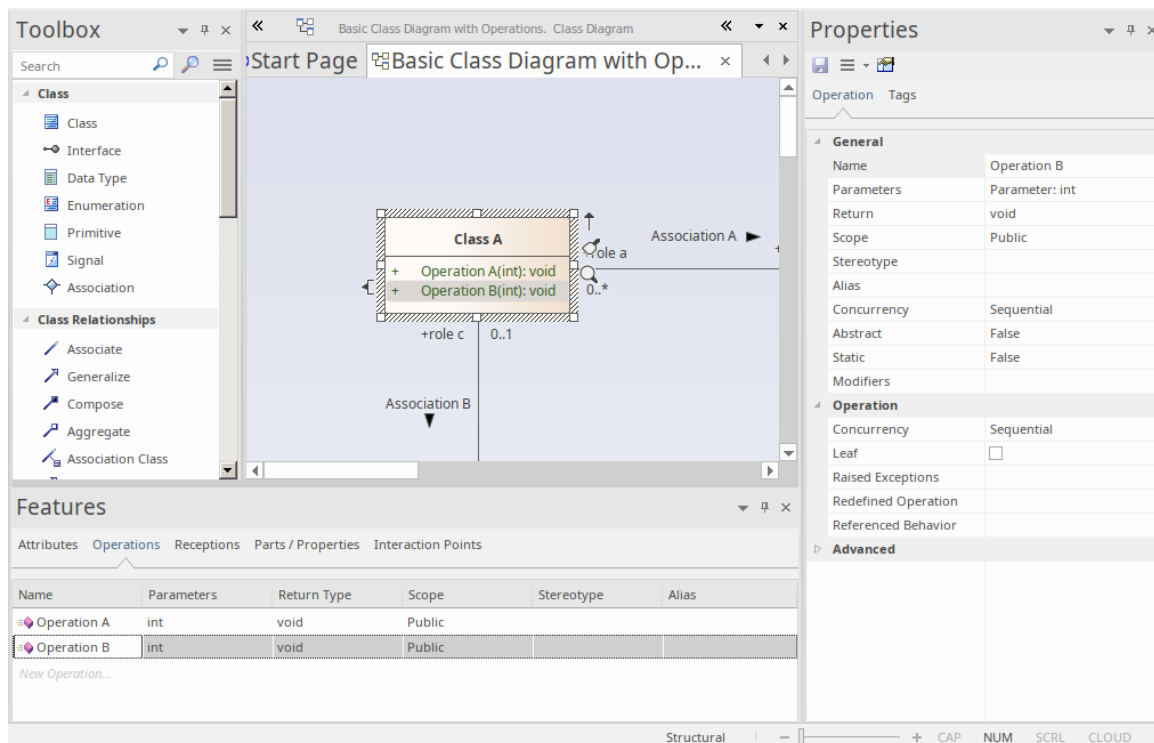 Toolbox
Search
Class
Class
Interface
Data Type
Enumeration
Primitive
Signal
Association
Class Relationships
Associate
Generalize
Compose
Aggregate
Association Class
Basic Class Diagram with Operations. Class Diagram
Start Page
Basic Class Diagram with Op...
Class A
+ Operation A(int): void
+ Operation B(int): void
Association A
+role a
0..*
+
+role c
0..1
Association B
Features
Attributes Operations Receptions Parts / Properties Interaction Points
Name Parameters Return Type Scope Stereotype Alias
Operation A int void Public
Operation B int void Public
New Operation...
Properties
Operation Tags
General
Name Operation B
Parameters Parameter: int
Return void
Scope Public
Stereotype
Alias
Concurrency Sequential
Abstract False
Static False
Modifiers
Operation
Concurrency Sequential
Leaf
Raised Exceptions
Redefined Operation
Referenced Behavior
Advanced
Structural CAP NUM SCRL CLOUD